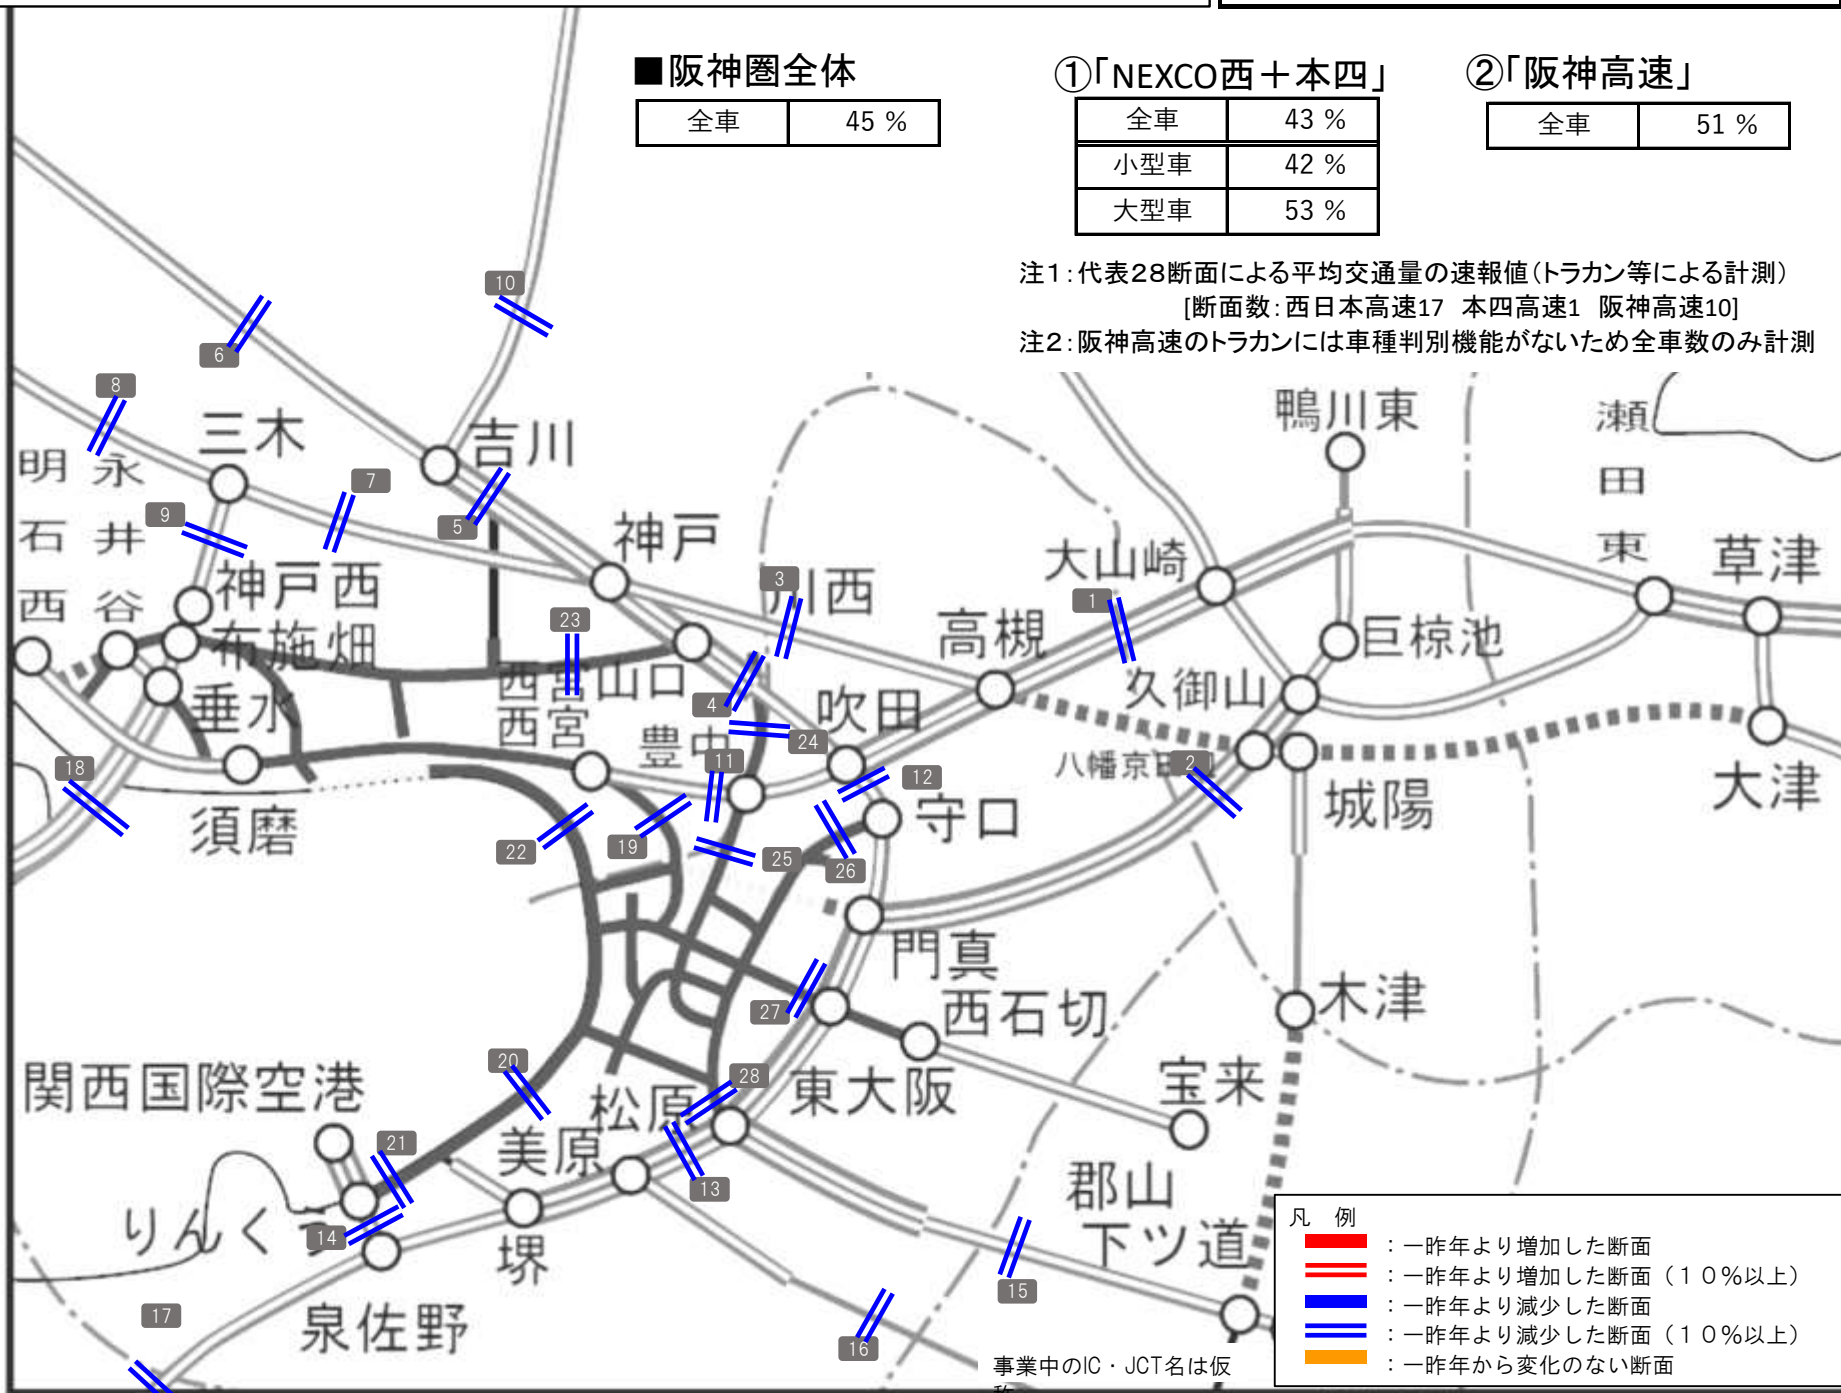 ■阪神圏全体
全車 45 %
①「NEXCO西＋本四」
全車 43 %
小型車 42 %
大型車 53 %
②「阪神高速」
全車 51 %
注１：代表２８断面による平均交通量の速報値（トラカン等による計測）
［断面数：西日本高速17 本四高速1 阪神高速10］
注２：阪神高速のトラカンには車種判別機能がないため全車数のみ計測
10
6
8
三木
吉川
鴨川東
瀬田東
明石西
永井谷
7
9
5
神戸
3
川西
大山崎
草津
神戸西
1
高槻
23
布施畑
巨椋池
西宮山口
久御山
4
吹田
垂水
西宮
豊中
24
八幡京田
2
18
11
12
大津
城陽
須磨
守口
22
19
25
26
門真
27
西石切
木津
関西国際空港
20
松原
28
東大阪
宝来
21
美原
13
郡山
下ツ道
りんくう
14
堺
15
17
泉佐野
16
事業中のIC・JCT名は仮
称
凡　例
：一昨年より増加した断面
：一昨年より増加した断面（１０％以上）
：一昨年より減少した断面
：一昨年より減少した断面（１０％以上）
：一昨年から変化のない断面